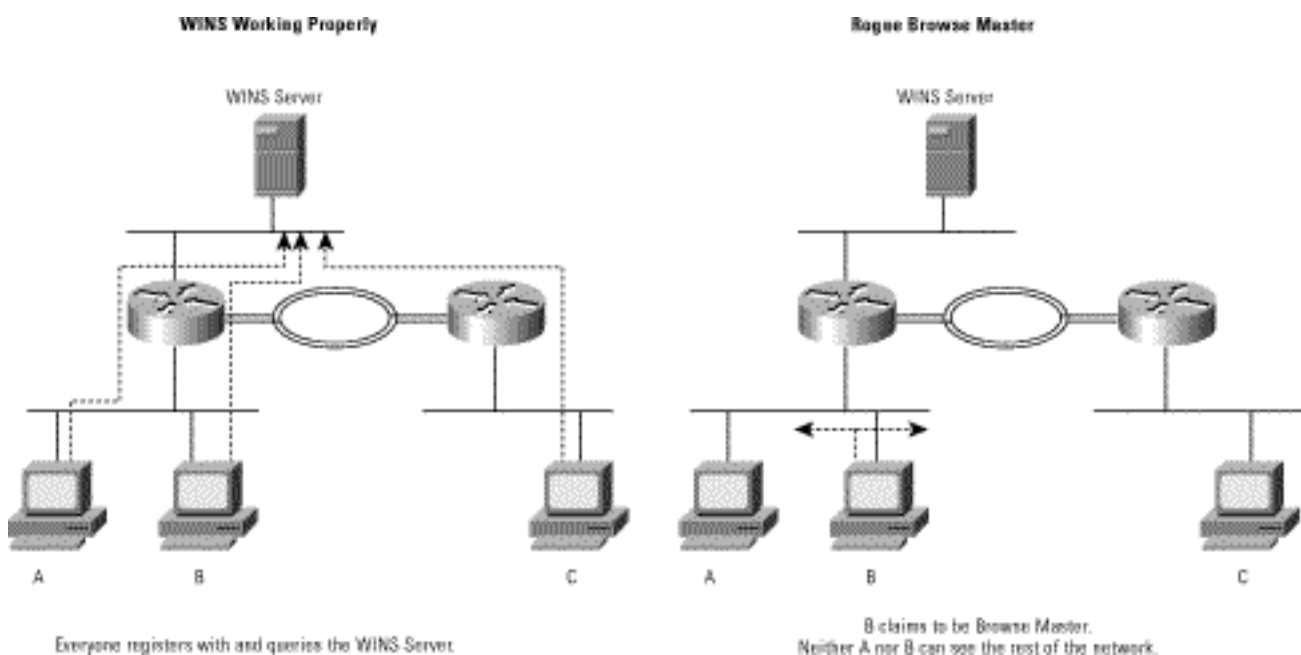 WINS Working Properly
WINS Server
A
B
C
Everyone registers with and queries the WINS Server.
Rogue Browse Master
WINS Server
A
B
C
B claims to be Browse Master.
Neither A nor B can see the rest of the network.